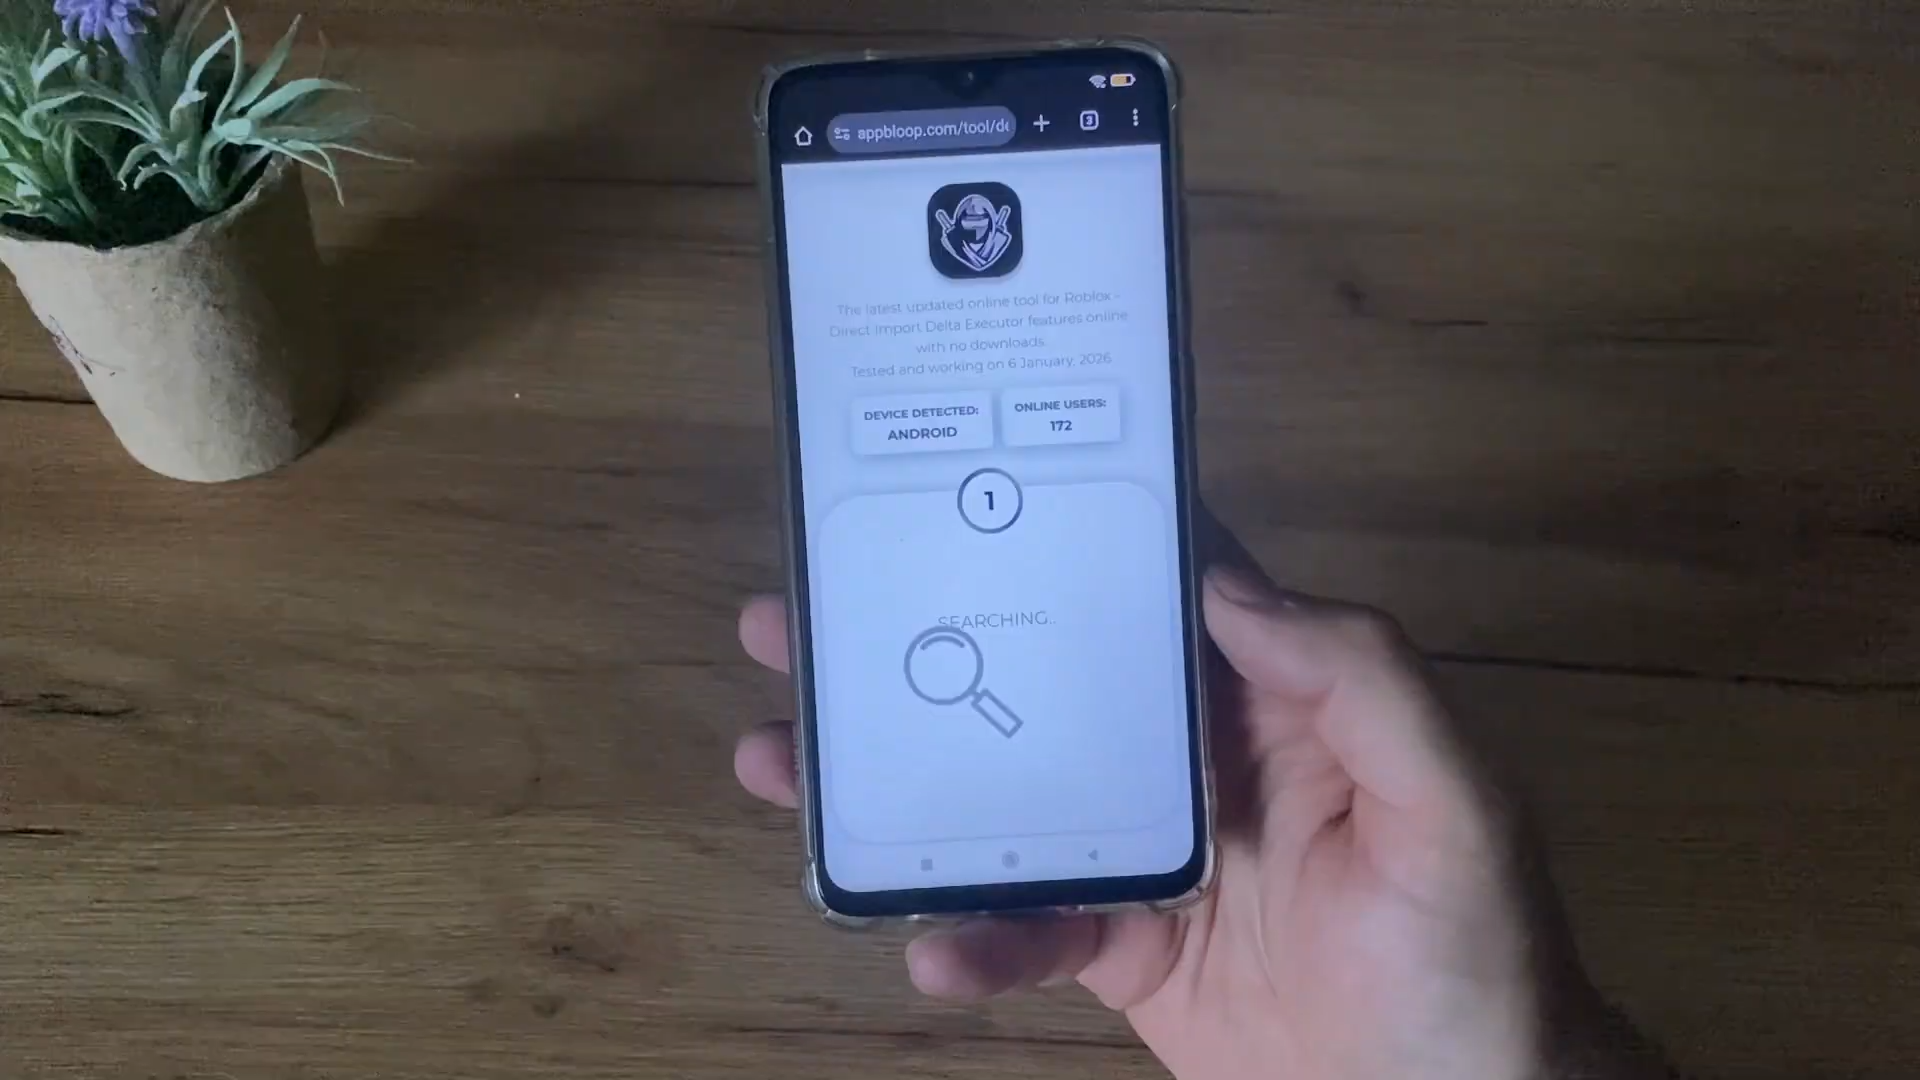 appbloop.com/tool/de
3
The latest updated online tool for Roblox -
Direct Import Delta Executor features online
with no downloads.
Tested and working on 6 January, 2026
DEVICE DETECTED:
ANDROID
ONLINE USERS:
172
1
SEARCHING..